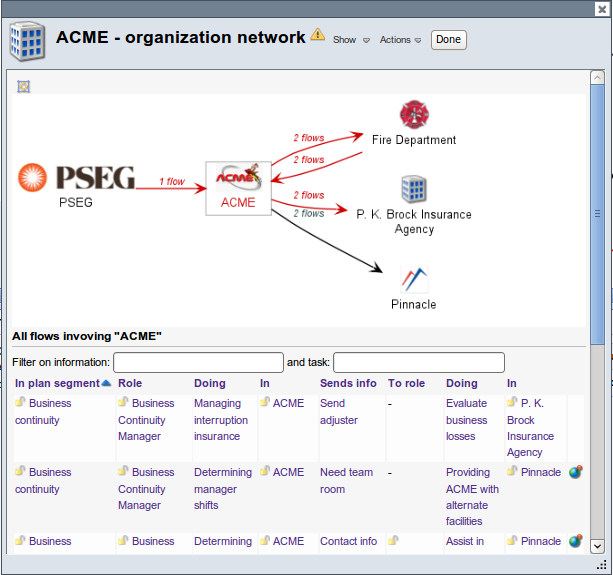 ACME - organization network Show Actions Done
2 flows
Fire Department
2 flows
PSEG
1 flow
ACME
2 flows
PSEG
ACME
2 flows
P. K. Brock Insurance
Agency
Pinnacle
All flows invoving "ACME"
Filter on information: and task:
In plan segment Role Doing In Sends info To role Doing In
Business Business Managing ACME Send - Evaluate P. K.
continuity Continuity interruption adjuster business Brock
Manager insurance losses Insurance
Agency
Business Business Determining ACME Need team - Providing Pinnacle
continuity Continuity manager room ACME with
Manager shifts alternate
facilities
Business Business Determining ACME Contact info Assist in Pinnacle